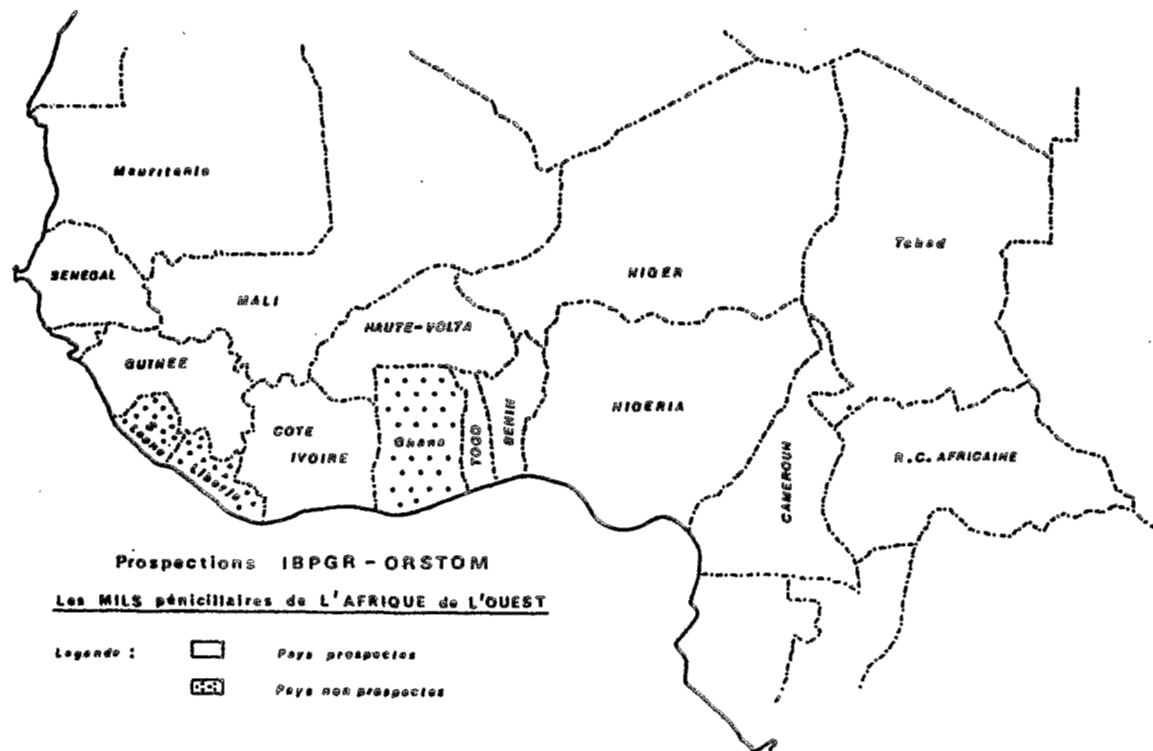 Mauritanie
SENEGAL
MALI
NIGER
Tchad
HAUTE-VOLTA
GUINEE
S Leone
Liberia
COTE
IVOIRE
Ghana
TOGO
BENIN
NIGERIA
CAMEROUN
R.C. AFRICAINE
Prospections IBPGR - ORSTOM
Les MILS pénicillaires de L'AFRIQUE de L'OUEST
Legende :
Pays prospectes
Pays non prospectes